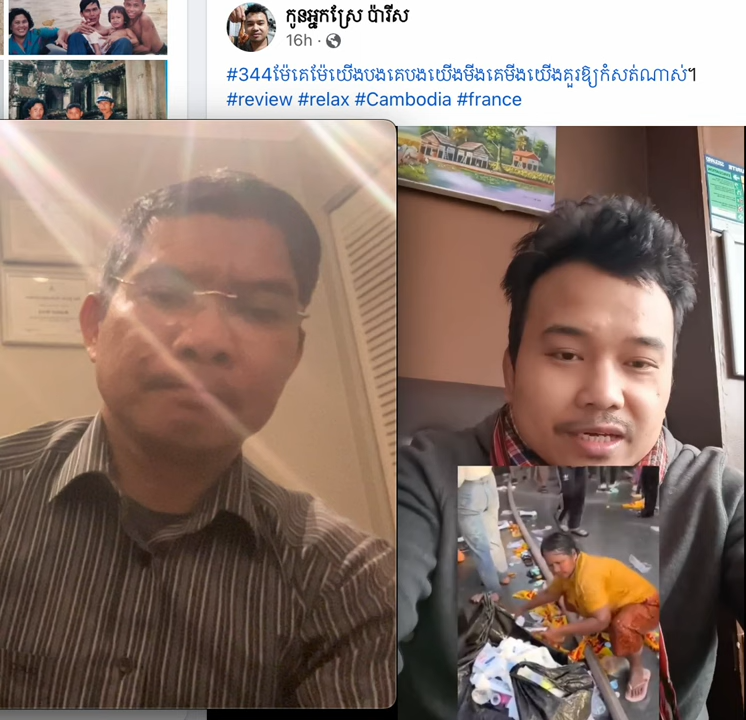 កូនអ្នកស្រែ ប៉ារីស
16h ·
#344ម៉ែគេម៉ែយើងបងគេបងយើងមីងគេមីងយើងគួរឱ្យកំសត់ណាស់។
#review #relax #Cambodia #france